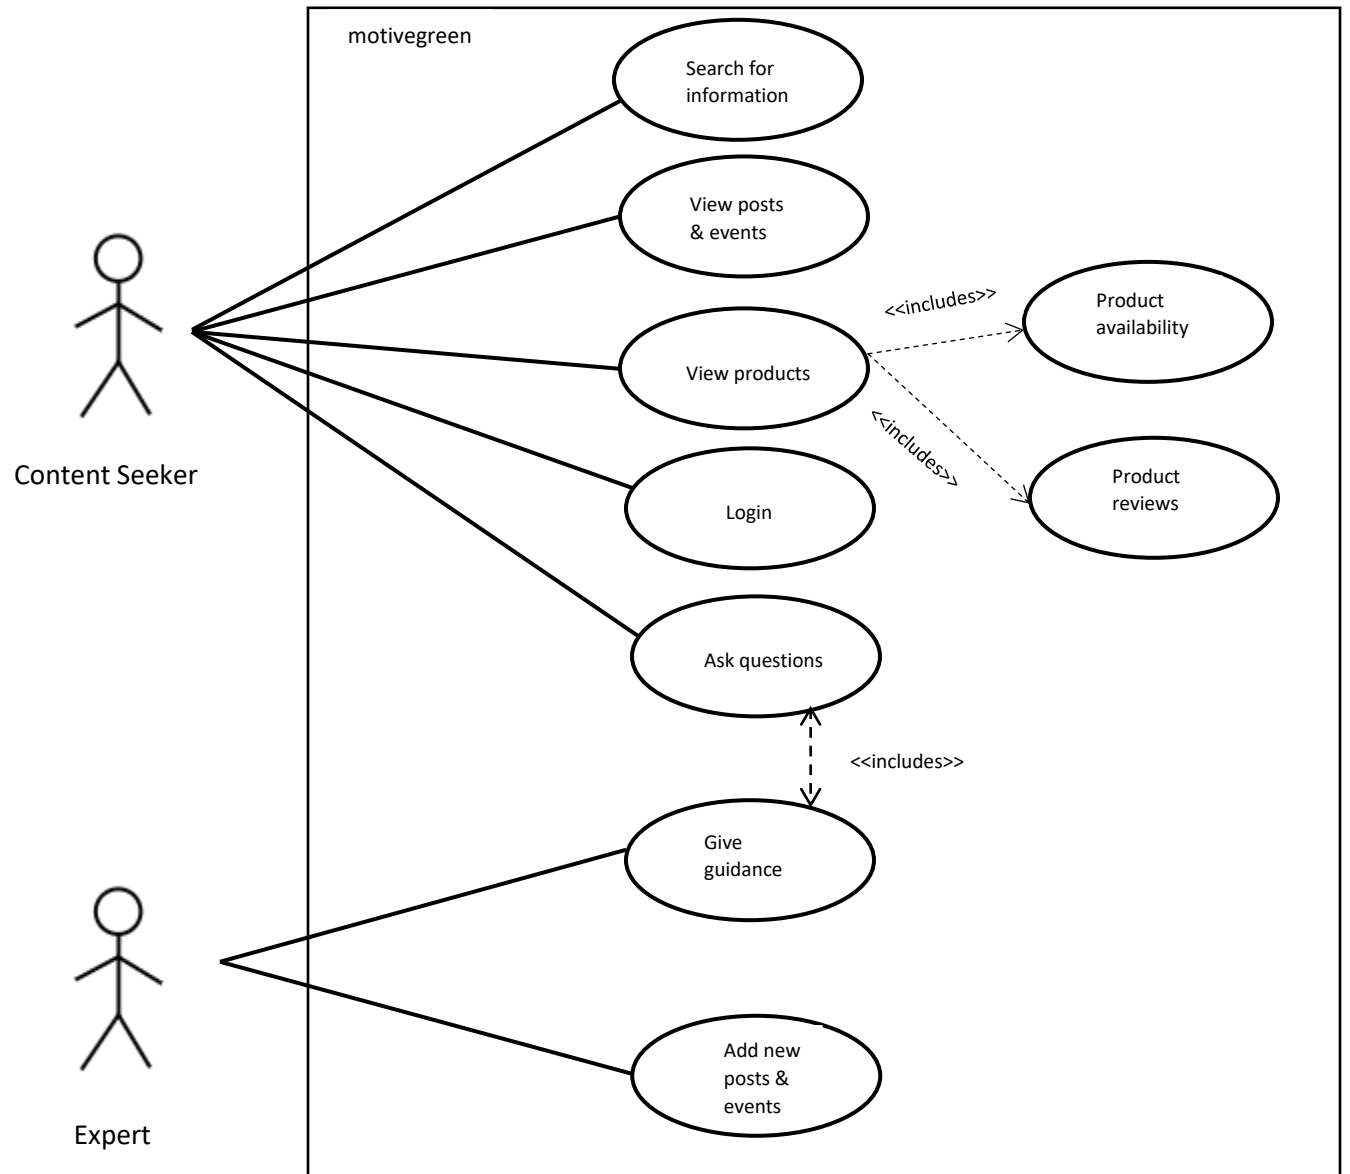 motivegreen
Search for
information
View posts
& events
<<includes>>
Product
availability
View products
<<includes>>
Product
reviews
Content Seeker
Login
Ask questions
<<includes>>
Give
guidance
Add new
posts &
events
Expert